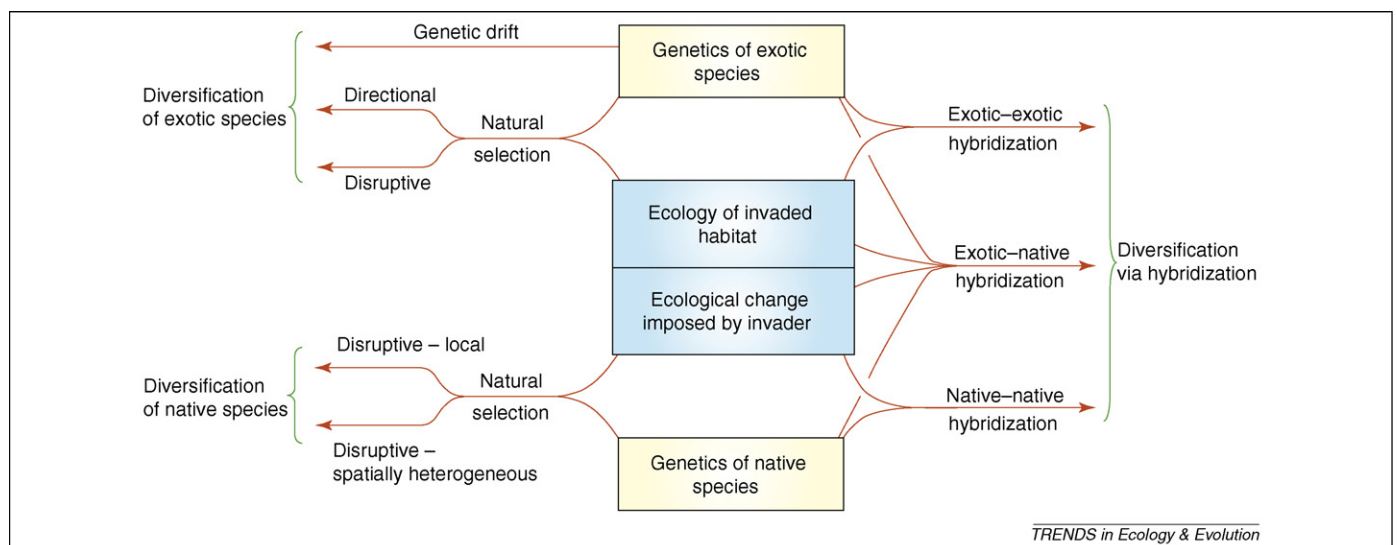 Genetic drift
Genetics of exotic
species
Diversification
of exotic species
Directional
Natural
selection
Disruptive
Exotic–exotic
hybridization
Ecology of invaded
habitat
Ecological change
imposed by invader
Exotic–native
hybridization
Diversification
via hybridization
Disruptive – local
Diversification
of native species
Natural
selection
Disruptive –
spatially heterogeneous
Native–native
hybridization
Genetics of native
species
TRENDS in Ecology & Evolution